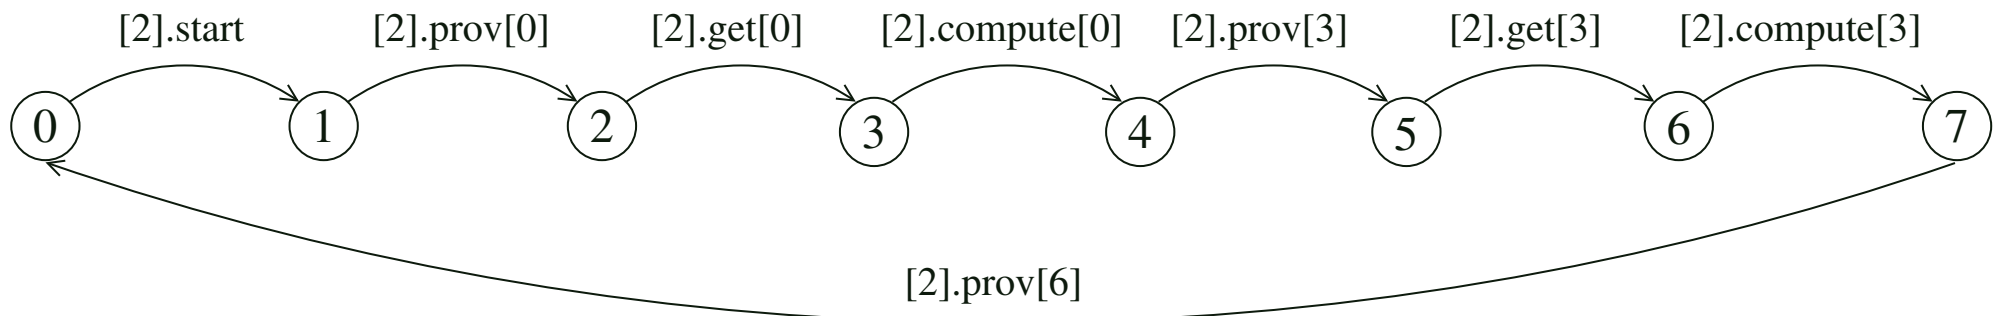 [2].start [2].prov[0] [2].get[0] [2].compute[0] [2].prov[3] [2].get[3] [2].compute[3]
0 1 2 3 4 5 6 7
[2].prov[6]